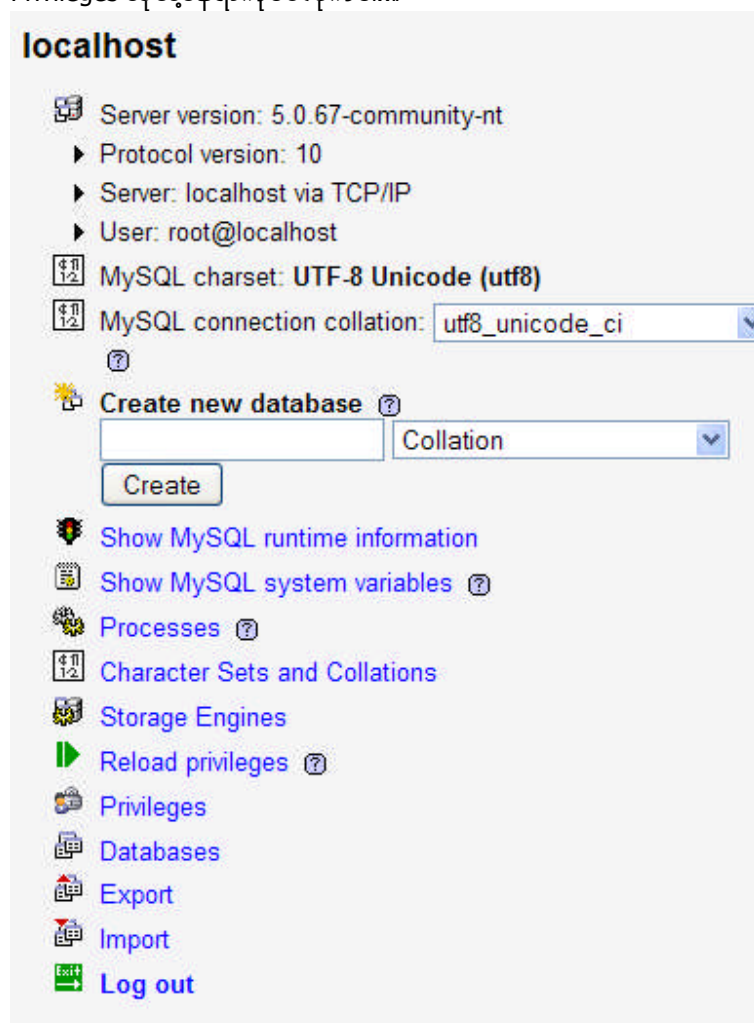 Privileges
localhost
Server version: 5.0.67-community-nt
Protocol version: 10
Server: localhost via TCP/IP
User: root@localhost
MySQL charset: UTF-8 Unicode (utf8)
MySQL connection collation: utf8_unicode_ci
Create new database
Collation
Create
Show MySQL runtime information
Show MySQL system variables
Processes
Character Sets and Collations
Storage Engines
Reload privileges
Privileges
Databases
Export
Import
Exit
Log out